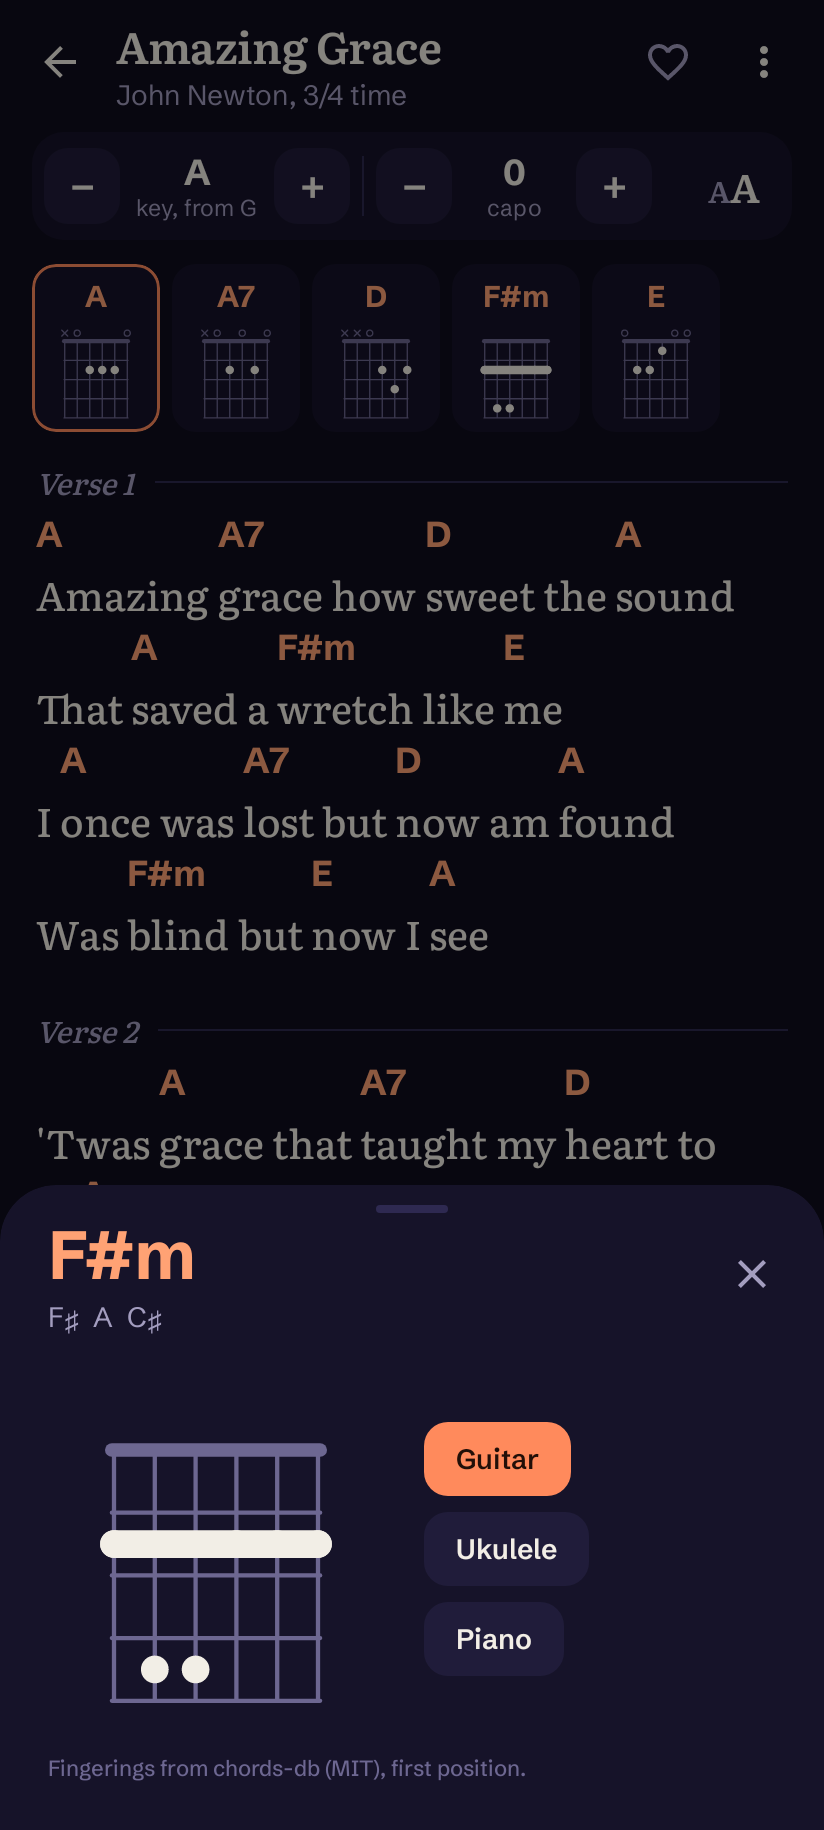 Amazing Grace
John Newton, 3/4 time
− A + − 0 + AA
key, from G capo
A A7 D F#m E
Verse 1
A A7 D A
Amazing grace how sweet the sound
A F#m E
That saved a wretch like me
A A7 D A
I once was lost but now am found
F#m E A
Was blind but now I see
Verse 2
A A7 D
'Twas grace that taught my heart to
F#m
F♯ A C♯
Guitar
Ukulele
Piano
Fingerings from chords-db (MIT), first position.